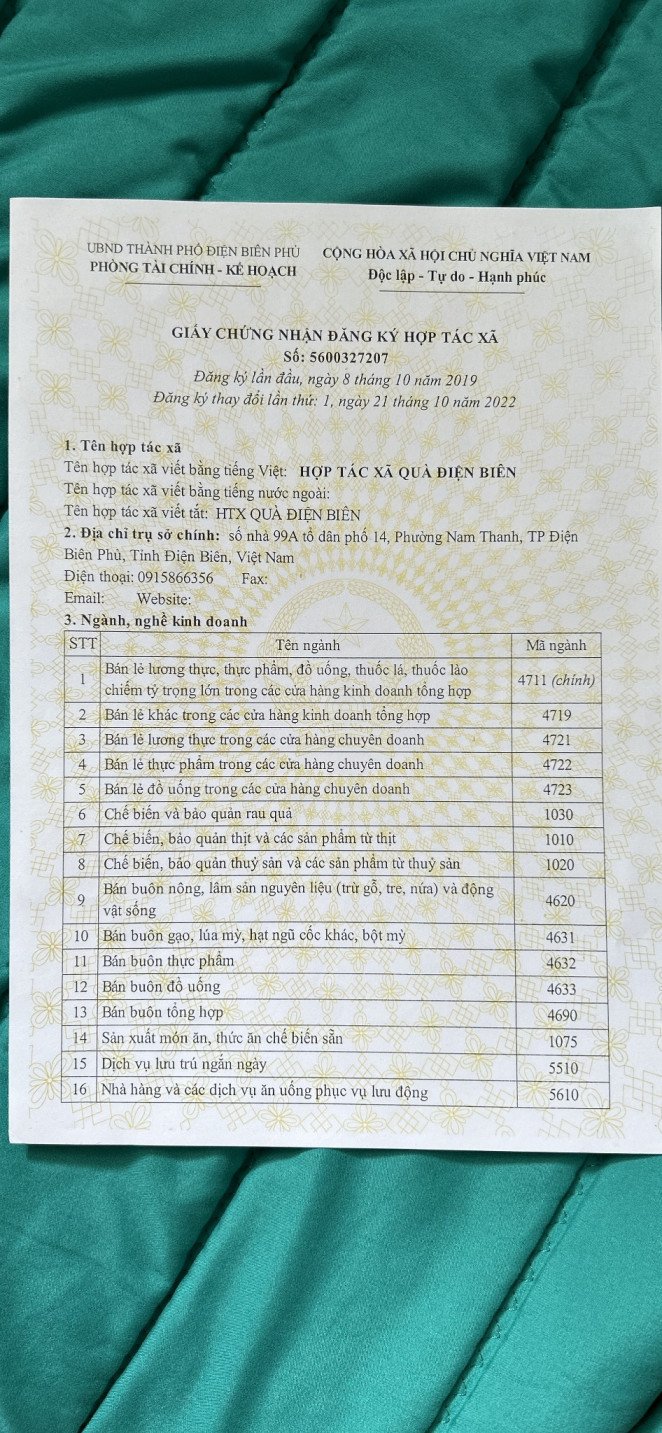 UBND THÀNH PHỐ ĐIỆN BIÊN PHỦ
PHÒNG TÀI CHÍNH - KẾ HOẠCH
CỘNG HÒA XÃ HỘI CHỦ NGHĨA VIỆT NAM
Độc lập - Tự do - Hạnh phúc
GIẤY CHỨNG NHẬN ĐĂNG KÝ HỢP TÁC XÃ
Số: 5600327207
Đăng ký lần đầu, ngày 8 tháng 10 năm 2019
Đăng ký thay đổi lần thứ: 1, ngày 21 tháng 10 năm 2022
1. Tên hợp tác xã
Tên hợp tác xã viết bằng tiếng Việt: HỢP TÁC XÃ QUÀ ĐIỆN BIÊN
Tên hợp tác xã viết bằng tiếng nước ngoài:
Tên hợp tác xã viết tắt: HTX QUÀ ĐIỆN BIÊN
2. Địa chỉ trụ sở chính: số nhà 99A tổ dân phố 14, Phường Nam Thanh, TP Điện
Biên Phủ, Tỉnh Điện Biên, Việt Nam
Điện thoại: 0915866356 Fax:
Email: Website:
3. Ngành, nghề kinh doanh
STT Tên ngành Mã ngành
1 Bán lẻ lương thực, thực phẩm, đồ uống, thuốc lá, thuốc lào
chiếm tỷ trọng lớn trong các cửa hàng kinh doanh tổng hợp 4711 (chính)
2 Bán lẻ khác trong các cửa hàng kinh doanh tổng hợp 4719
3 Bán lẻ lương thực trong các cửa hàng chuyên doanh 4721
4 Bán lẻ thực phẩm trong các cửa hàng chuyên doanh 4722
5 Bán lẻ đồ uống trong các cửa hàng chuyên doanh 4723
6 Chế biến và bảo quản rau quả 1030
7 Chế biến, bảo quản thịt và các sản phẩm từ thịt 1010
8 Chế biến, bảo quản thuỷ sản và các sản phẩm từ thuỷ sản 1020
9 Bán buôn nông, lâm sản nguyên liệu (trừ gỗ, tre, nứa) và động
vật sống 4620
10 Bán buôn gạo, lúa mỳ, hạt ngũ cốc khác, bột mỳ 4631
11 Bán buôn thực phẩm 4632
12 Bán buôn đồ uống 4633
13 Bán buôn tổng hợp 4690
14 Sản xuất món ăn, thức ăn chế biến sẵn 1075
15 Dịch vụ lưu trú ngắn ngày 5510
16 Nhà hàng và các dịch vụ ăn uống phục vụ lưu động 5610